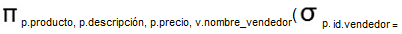 π p.producto, p.descripción, p.precio, v.nombre_vendedor( σ p. id.vendedor =